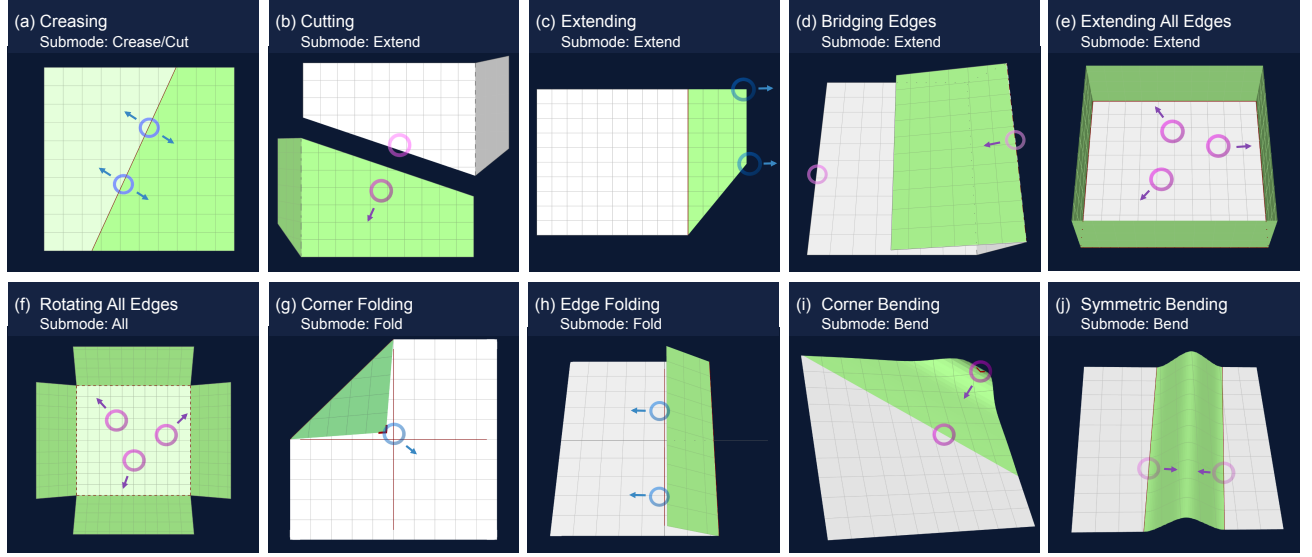 (a) Creasing
Submode: Crease/Cut
(b) Cutting
Submode: Extend
(c) Extending
Submode: Extend
(d) Bridging Edges
Submode: Extend
(e) Extending All Edges
Submode: Extend
(f) Rotating All Edges
Submode: All
(g) Corner Folding
Submode: Fold
(h) Edge Folding
Submode: Fold
(i) Corner Bending
Submode: Bend
(j) Symmetric Bending
Submode: Bend